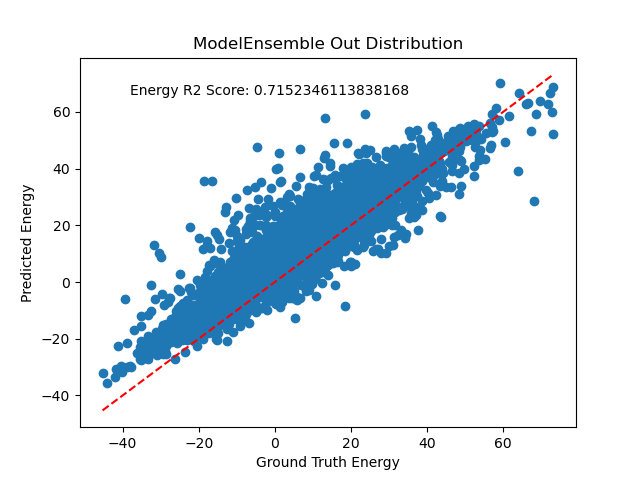 ModelEnsemble Out Distribution
Energy R2 Score: 0.7152346113838168
Predicted Energy
60
40
20
0
−20
−40
−40 −20 0 20 40 60
Ground Truth Energy